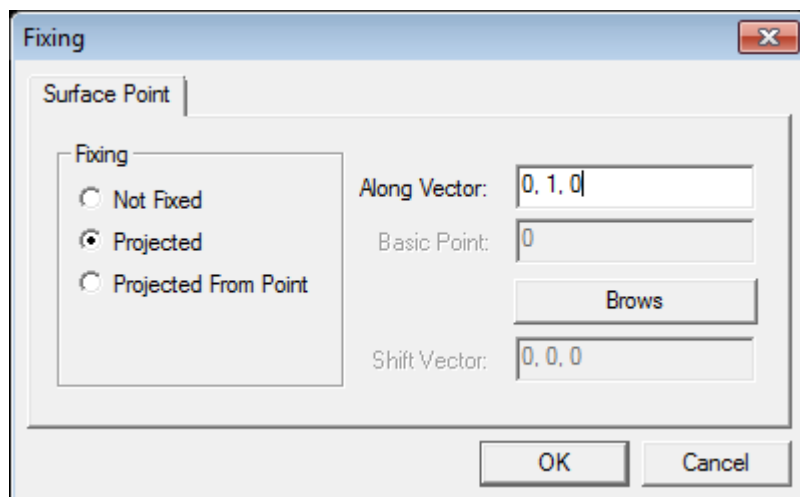 Fixing
Surface Point
Fixing
Not Fixed
Projected
Projected From Point
Along Vector: 0, 1, 0
Basic Point: 0
Brows
Shift Vector: 0, 0, 0
OK Cancel